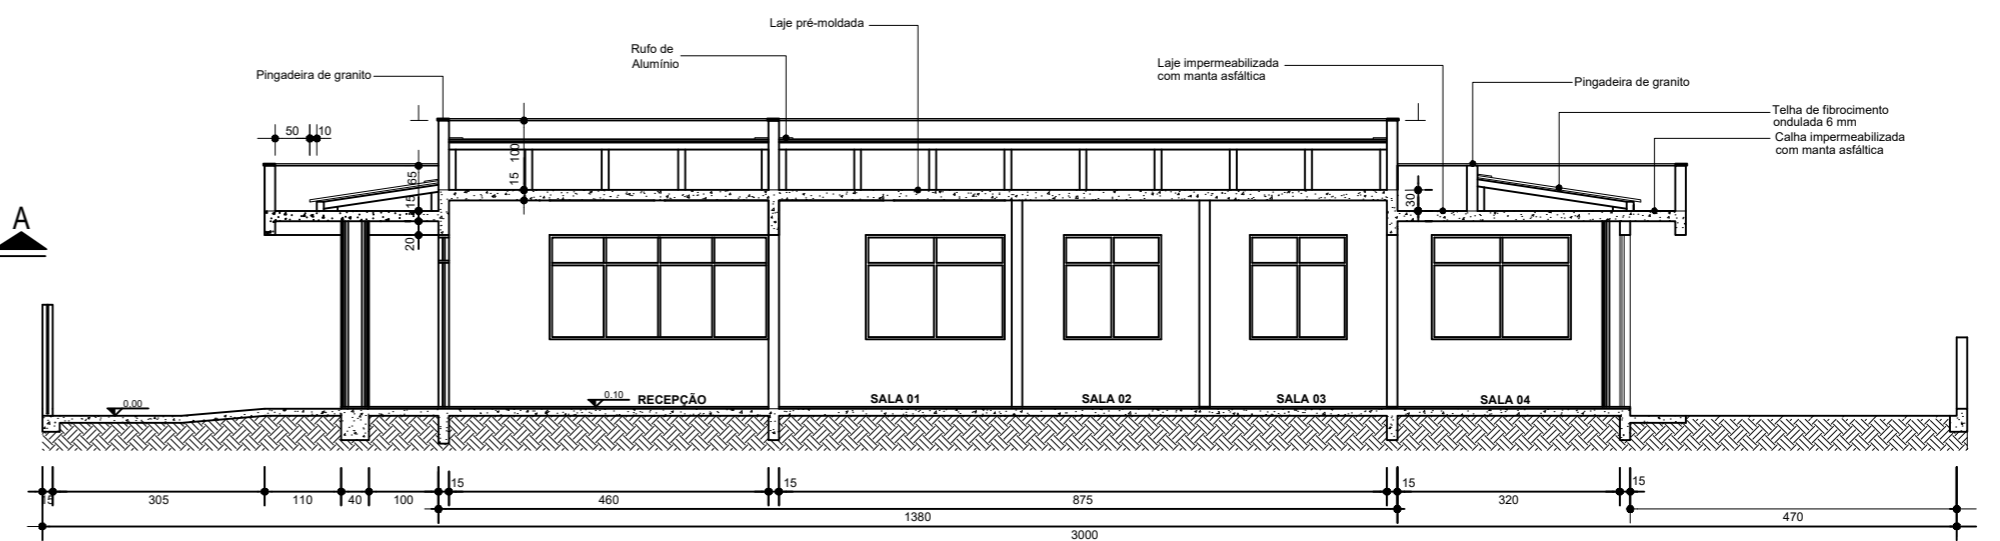 Laje pré-moldada
Rufo de
Alumínio
Pingadeira de granito
Laje impermeabilizada
com manta asfáltica
Pingadeira de granito
Telha de fibrocimento
ondulada 6 mm
Calha impermeabilizada
com manta asfáltica
50 10
100
15
65
15
20
30
A
0.00
0.10
RECEPÇÃO
SALA 01
SALA 02
SALA 03
SALA 04
15 305 110 40 100 15 460 15 875 15 320 15
1380 470
3000